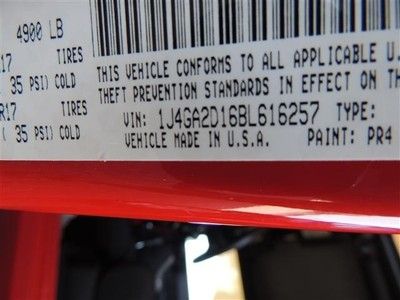 4900 LB
17 TIRES
( 35 PSI) COLD
R17 TIRES
( 35 PSI) COLD
THIS VEHICLE CONFORMS TO ALL APPLICABLE U.
THEFT PREVENTION STANDARDS IN EFFECT ON THE
VIN: 1J4GA2D16BL616257 TYPE:
VEHICLE MADE IN U.S.A. PAINT: PR4